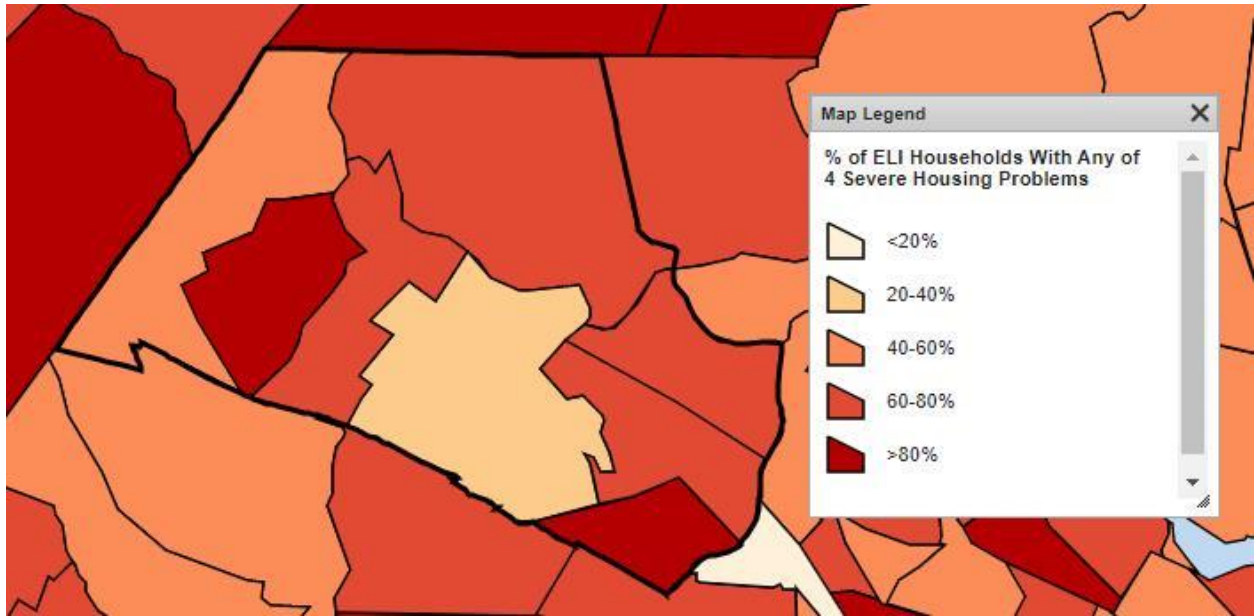 Map Legend
% of ELI Households With Any of
4 Severe Housing Problems
<20%
20-40%
40-60%
60-80%
>80%